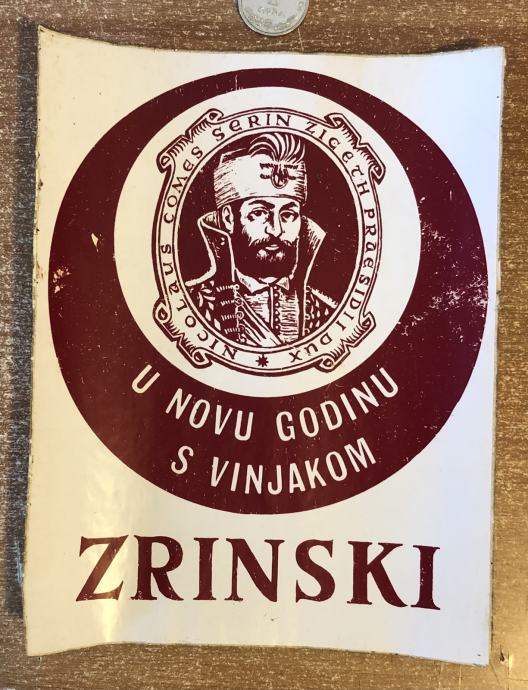 NICOLAUS COMES SERIN ZIGETH PRAESIDII DUX
U NOVU GODINU
S VINJAKOM
ZRINSKI